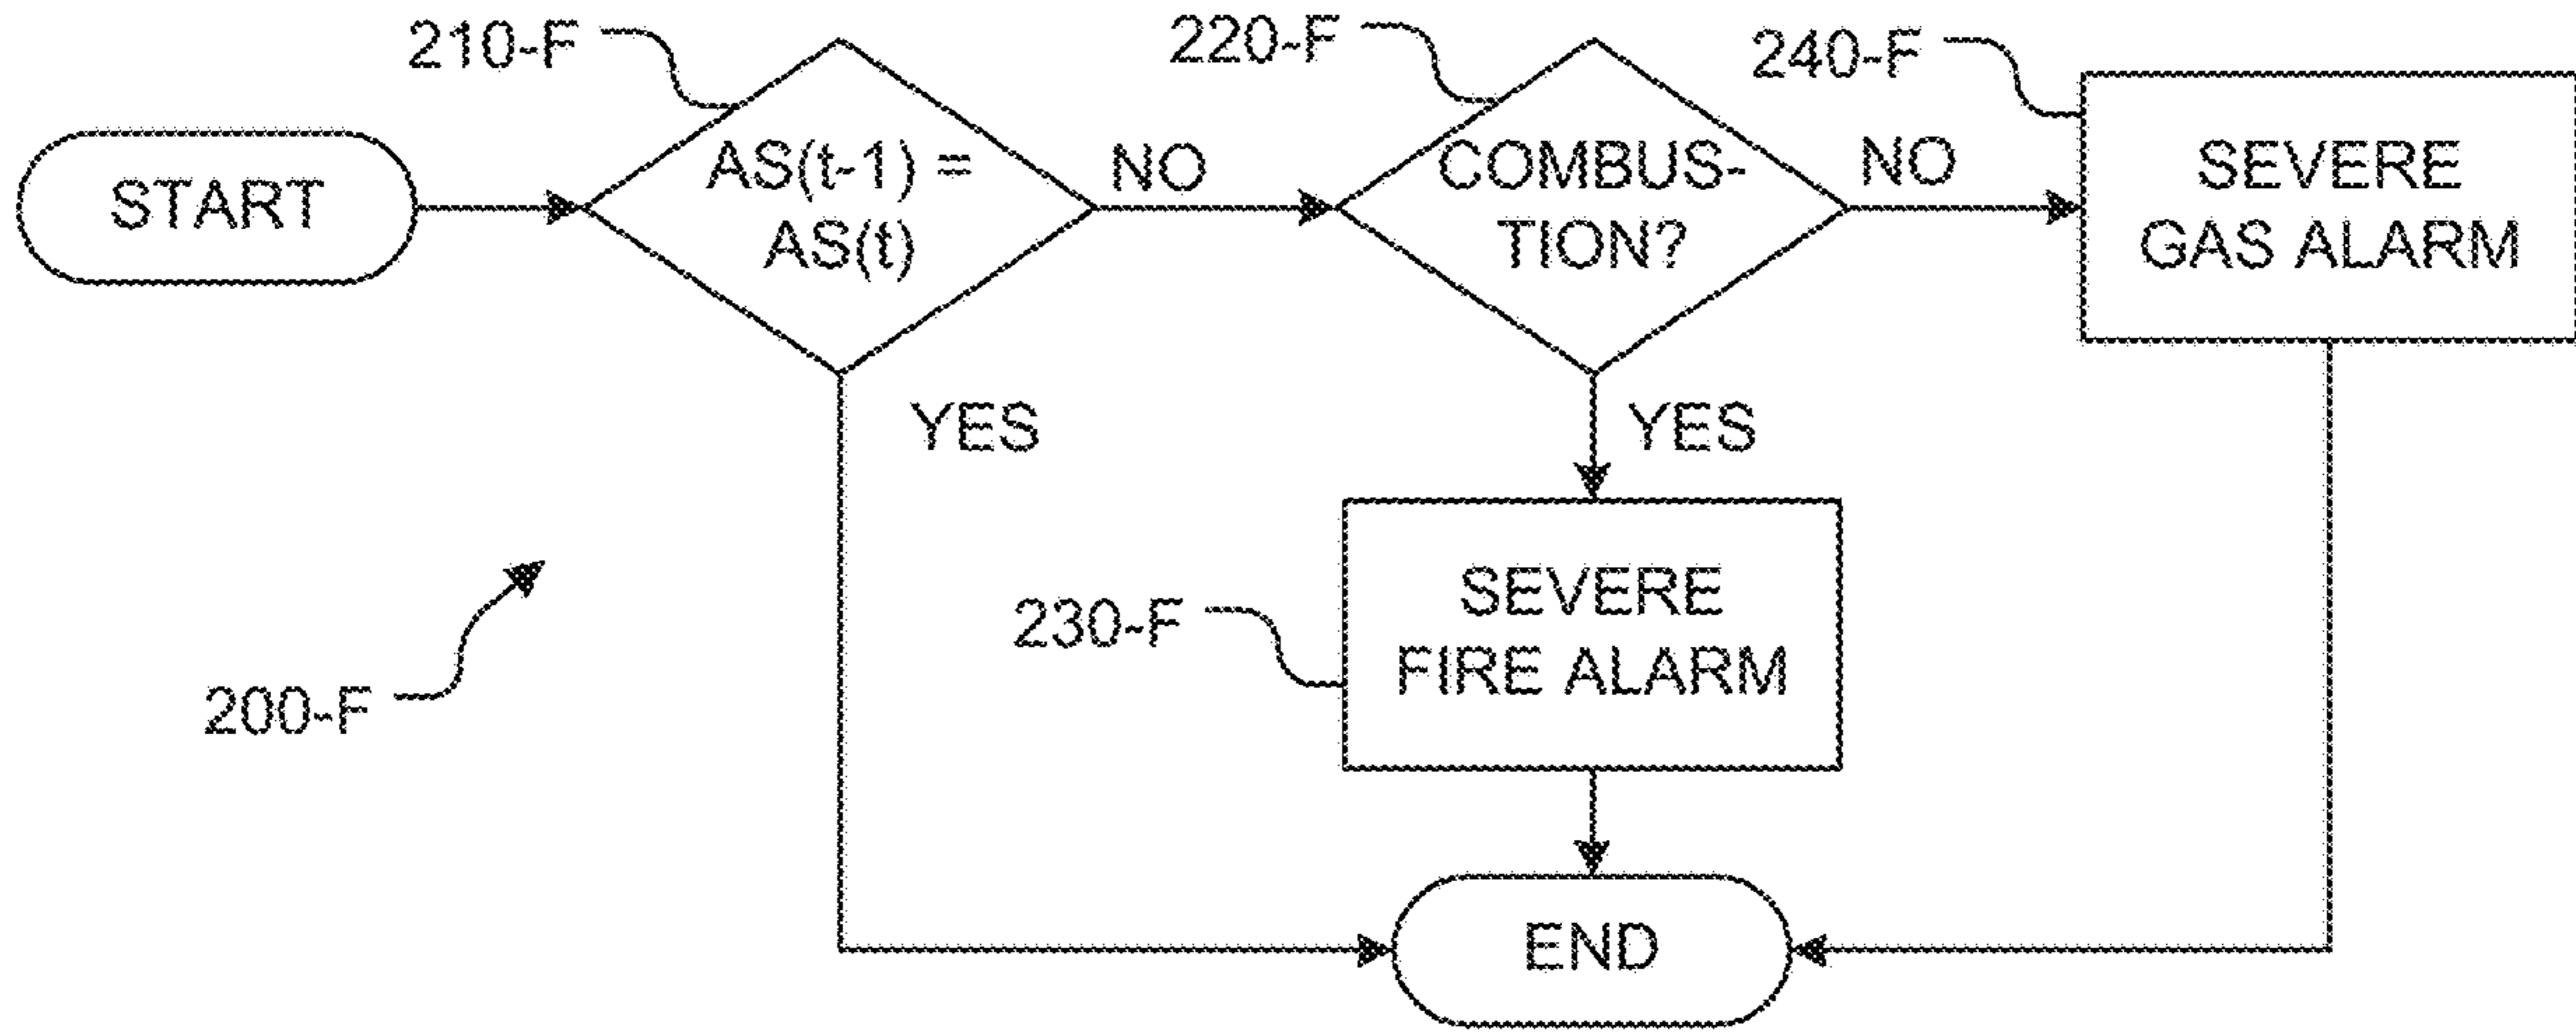 210-F
220-F
240-F
START
AS(t-1) =
AS(t)
NO
COMBUS-
TION?
NO
SEVERE
GAS ALARM
YES
YES
230-F
SEVERE
FIRE ALARM
200-F
END